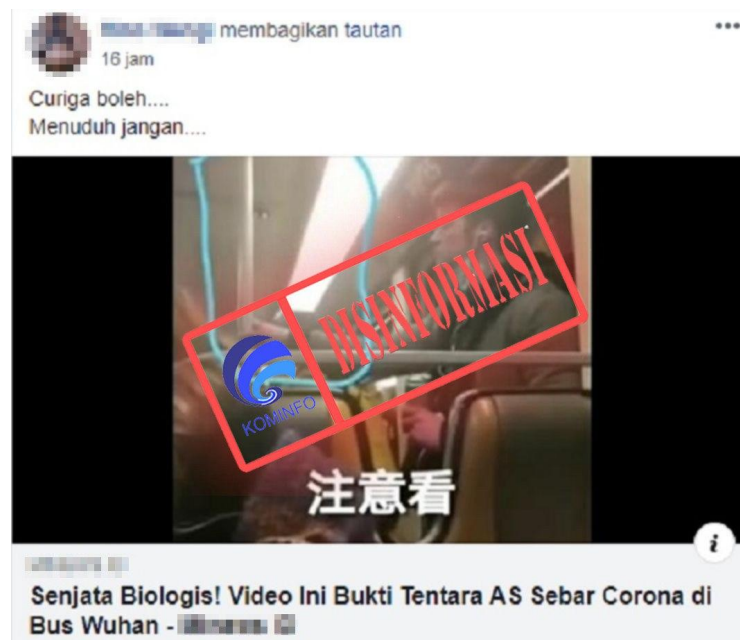 membagikan tautan
16 jam
Curiga boleh....
Menuduh jangan....
DISINFORMASI
KOMINFO
注意看
i
Senjata Biologis! Video Ini Bukti Tentara AS Sebar Corona di
Bus Wuhan -